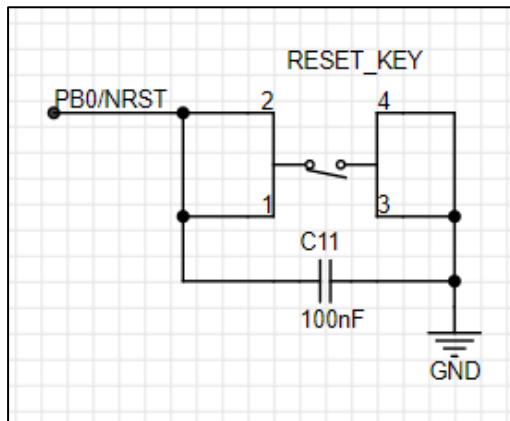 RESET_KEY
PB0/NRST
2
4
1
3
C11
100nF
GND